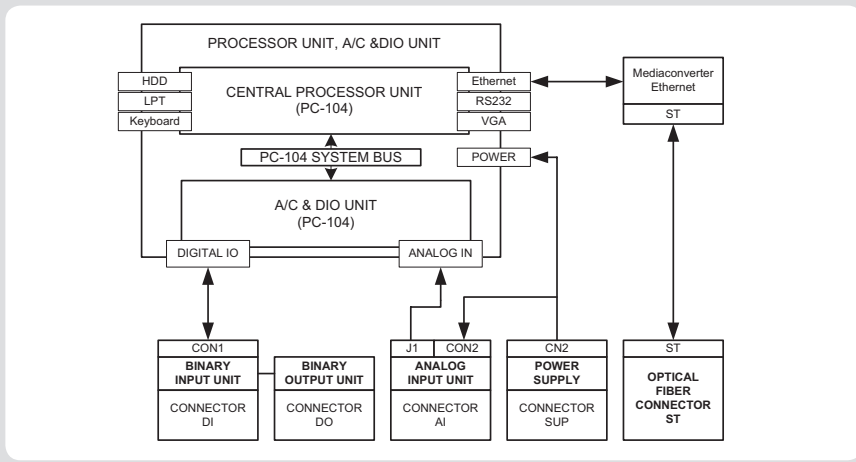 PROCESSOR UNIT, A/C &DIO UNIT
HDD
LPT
Keyboard
CENTRAL PROCESSOR UNIT
(PC-104)
Ethernet
RS232
VGA
Mediaconverter
Ethernet
ST
PC-104 SYSTEM BUS
POWER
A/C & DIO UNIT
(PC-104)
DIGITAL IO
ANALOG IN
CON1
BINARY
INPUT UNIT
CONNECTOR
DI
BINARY
OUTPUT UNIT
CONNECTOR
DO
J1
CON2
ANALOG
INPUT UNIT
CONNECTOR
AI
CN2
POWER
SUPPLY
CONNECTOR
SUP
ST
OPTICAL
FIBER
CONNECTOR
ST